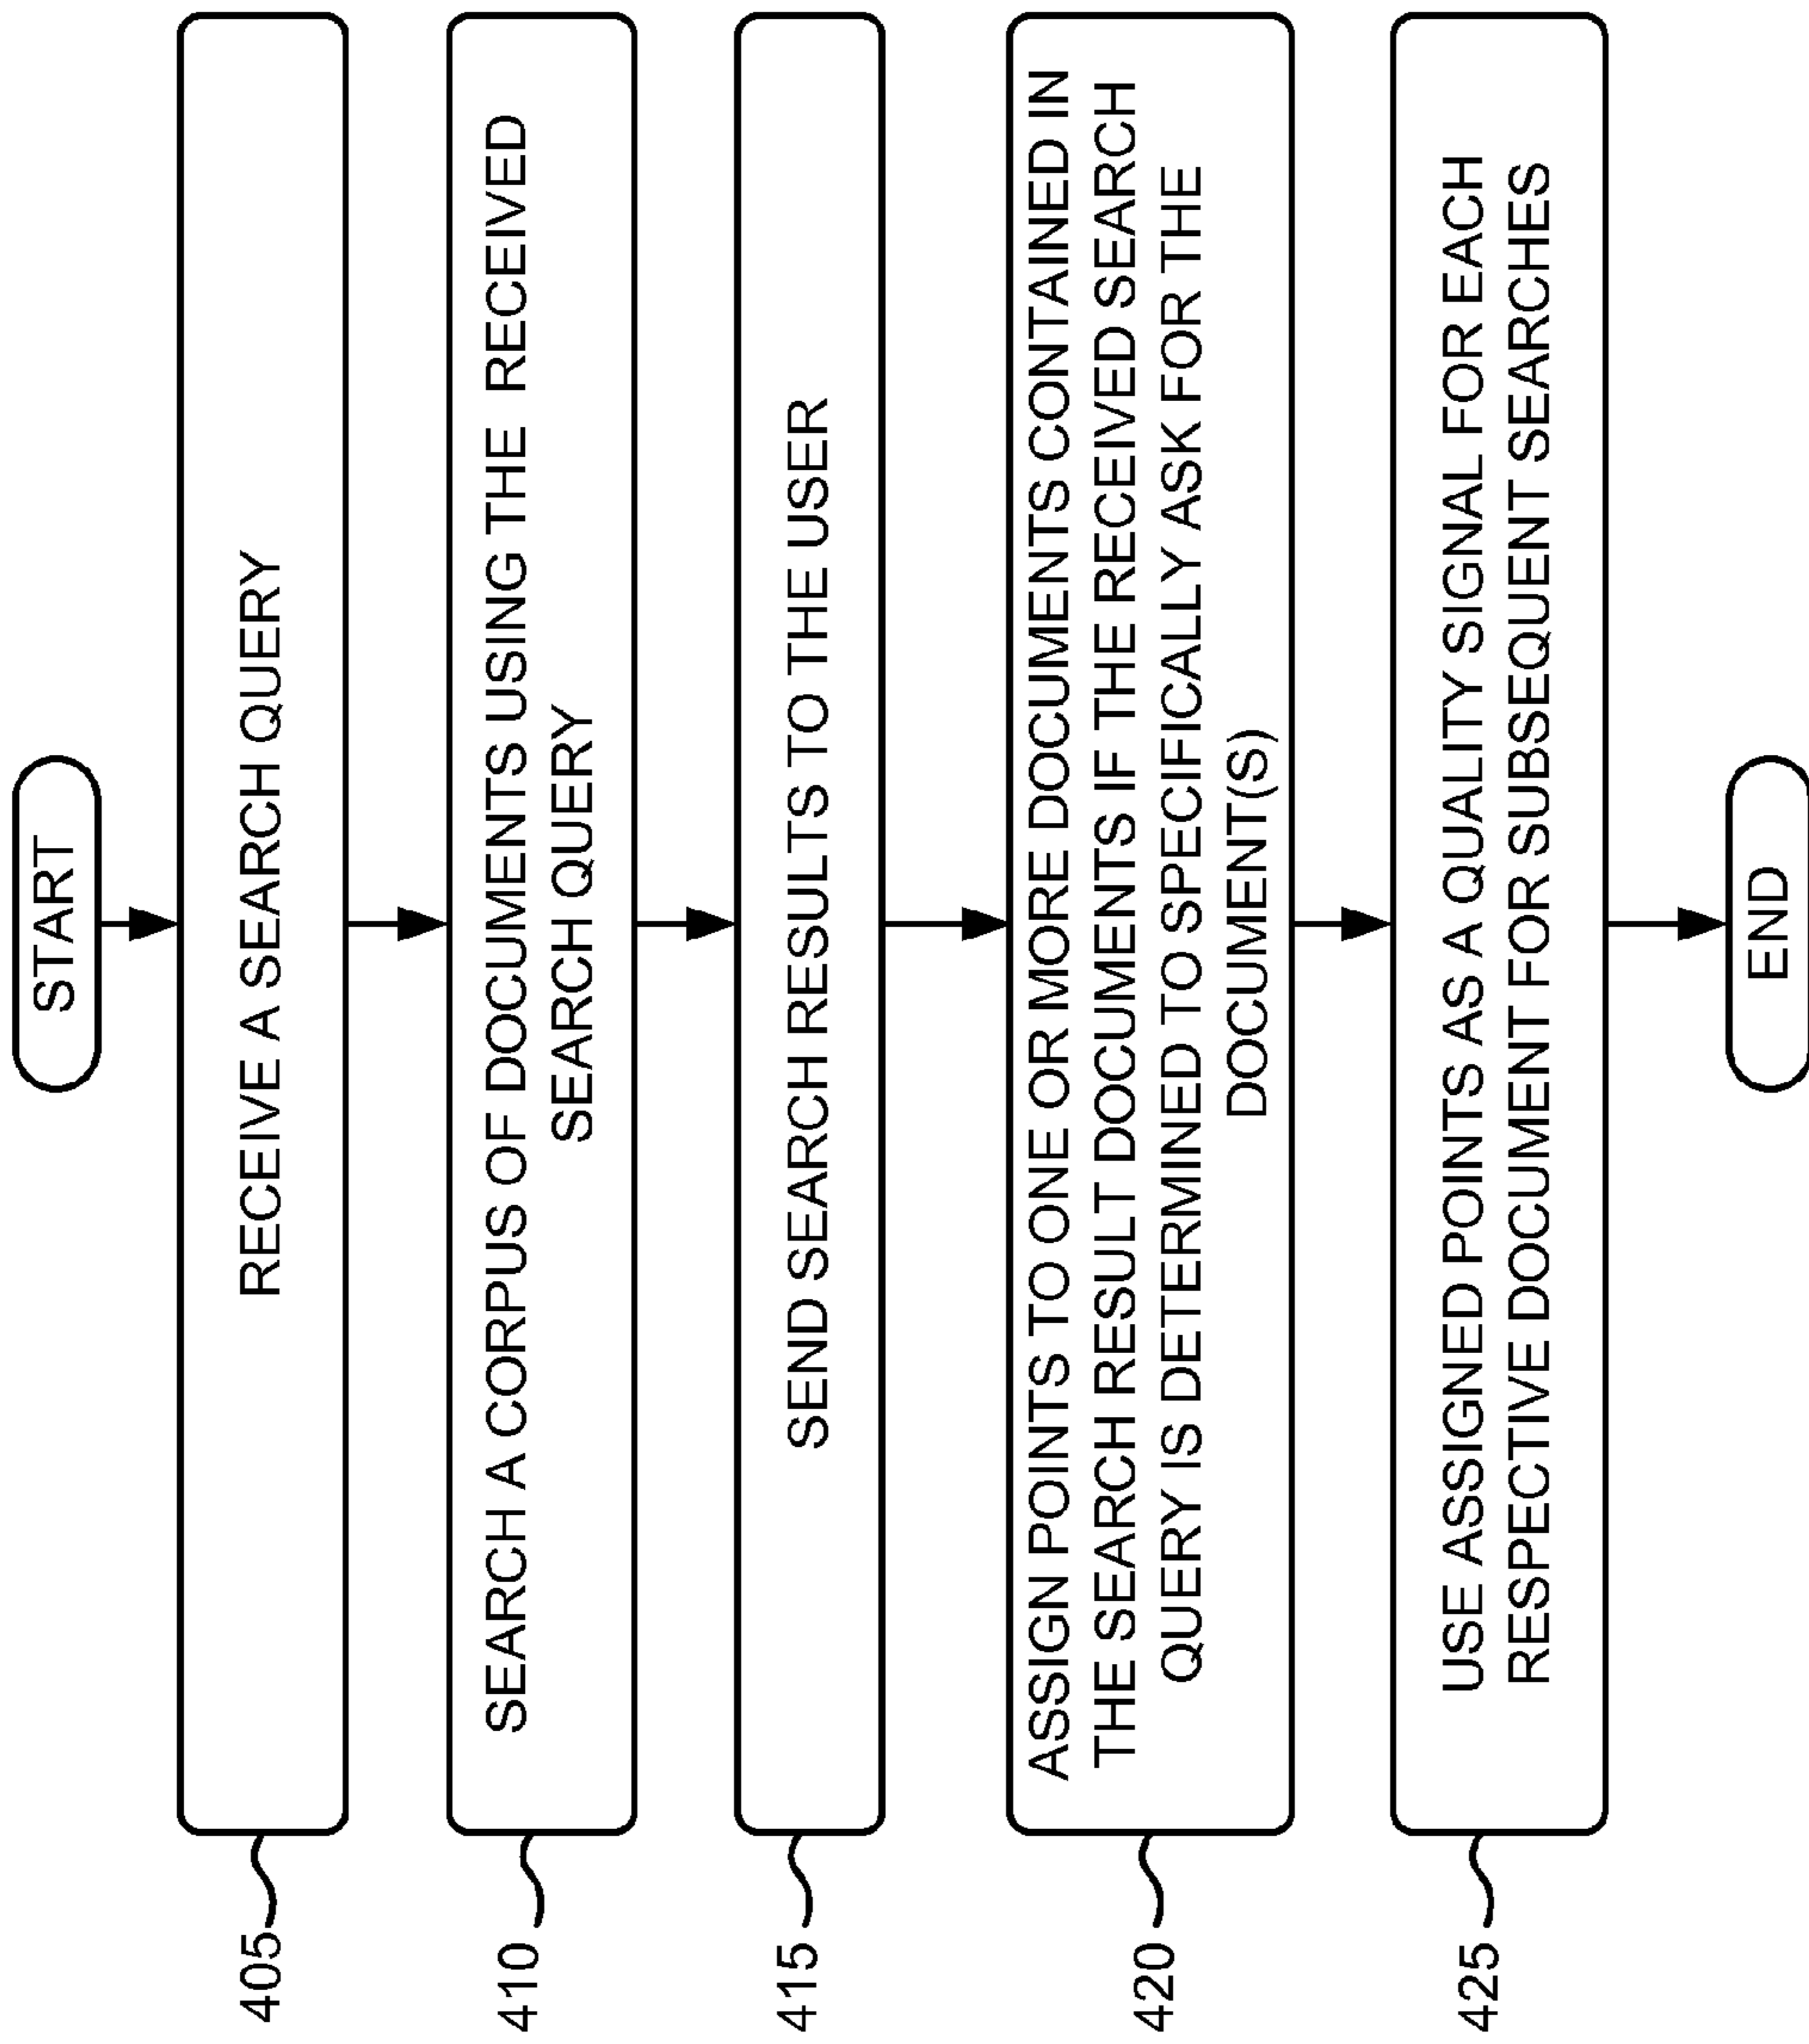 START
405
RECEIVE A SEARCH QUERY
410
SEARCH A CORPUS OF DOCUMENTS USING THE RECEIVED
SEARCH QUERY
415
SEND SEARCH RESULTS TO THE USER
420
ASSIGN POINTS TO ONE OR MORE DOCUMENTS CONTAINED IN
THE SEARCH RESULT DOCUMENTS IF THE RECEIVED SEARCH
QUERY IS DETERMINED TO SPECIFICALLY ASK FOR THE
DOCUMENT(S)
425
USE ASSIGNED POINTS AS A QUALITY SIGNAL FOR EACH
RESPECTIVE DOCUMENT FOR SUBSEQUENT SEARCHES
END